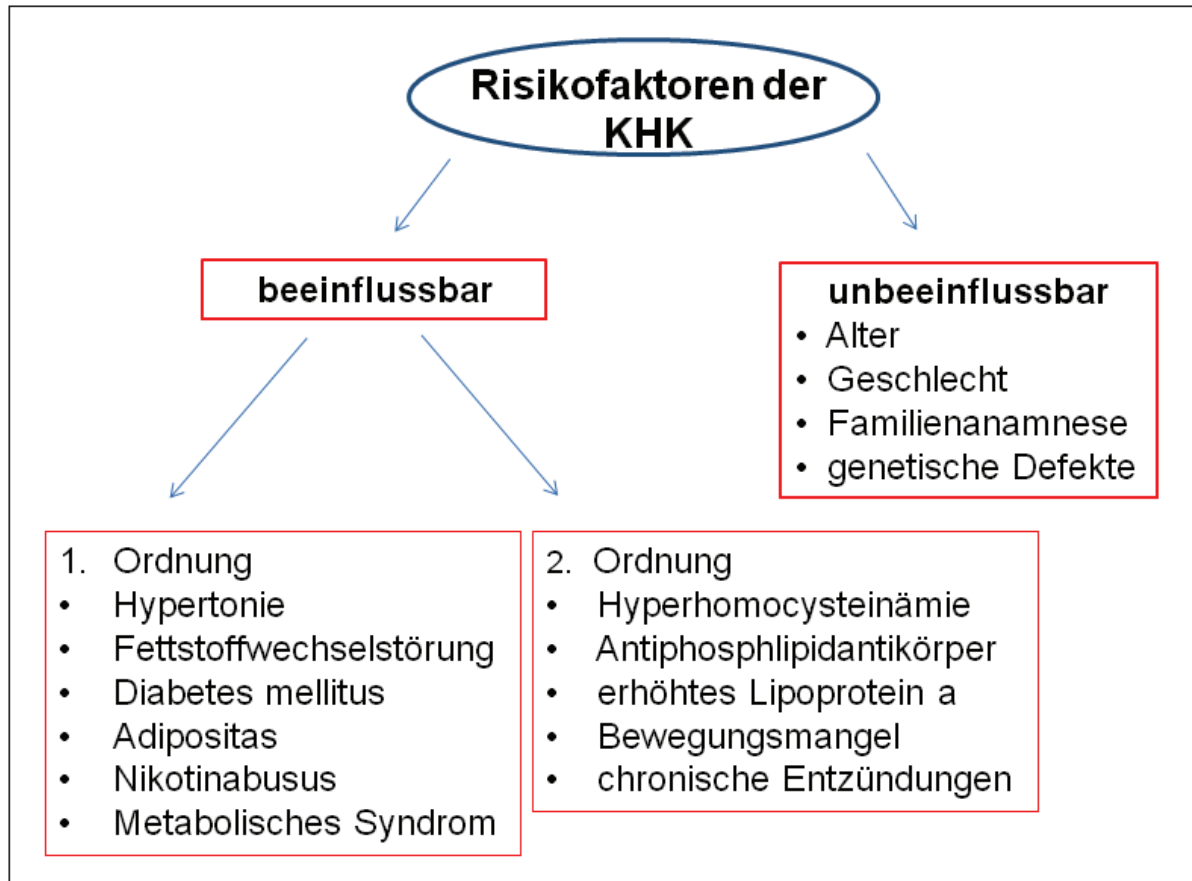 Risikofaktoren der
KHK
beeinflussbar
unbeeinflussbar
• Alter
• Geschlecht
• Familienanamnese
• genetische Defekte
1. Ordnung
• Hypertonie
• Fettstoffwechselstörung
• Diabetes mellitus
• Adipositas
• Nikotinabusus
• Metabolisches Syndrom
2. Ordnung
• Hyperhomocysteinämie
• Antiphosphlipidantikörper
• erhöhtes Lipoprotein a
• Bewegungsmangel
• chronische Entzündungen